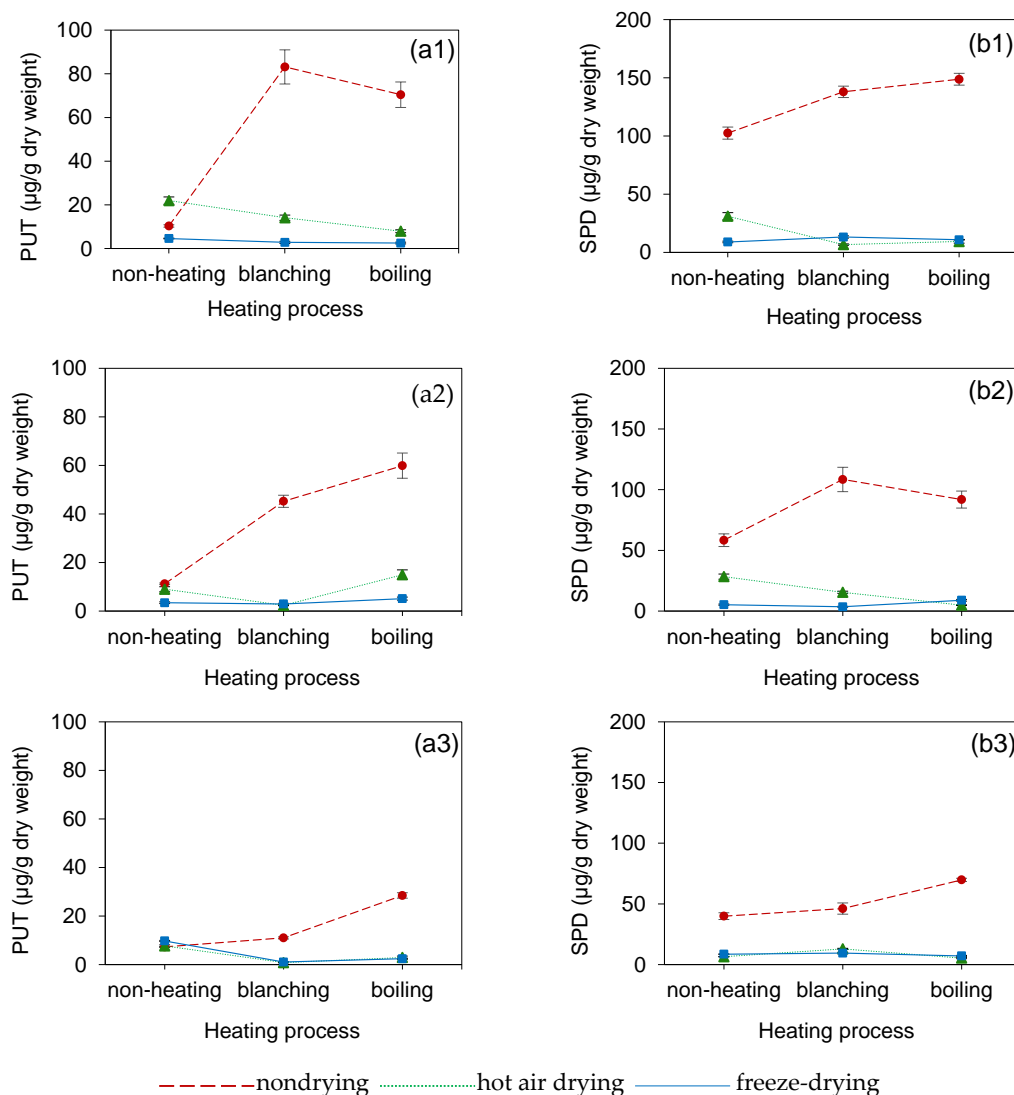 (a1)
PUT (µg/g dry weight)
100
80
60
40
20
0
non-heating blanching boiling
Heating process
(b1)
SPD (µg/g dry weight)
200
150
100
50
0
non-heating blanching boiling
Heating process
(a2)
PUT (µg/g dry weight)
100
80
60
40
20
0
non-heating blanching boiling
Heating process
(b2)
SPD (µg/g dry weight)
200
150
100
50
0
non-heating blanching boiling
Heating process
(a3)
PUT (µg/g dry weight)
100
80
60
40
20
0
non-heating blanching boiling
Heating process
(b3)
SPD (µg/g dry weight)
200
150
100
50
0
non-heating blanching boiling
Heating process
nondrying hot air drying freeze-drying